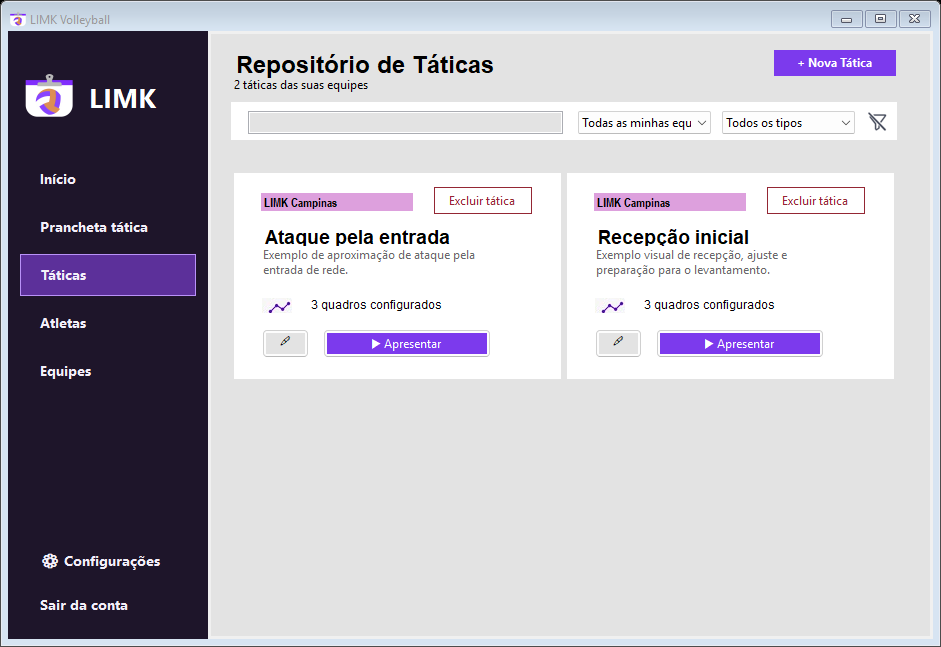 LIMK Volleyball
LIMK
Início
Prancheta tática
Táticas
Atletas
Equipes
Configurações
Sair da conta
Repositório de Táticas
2 táticas das suas equipes
+ Nova Tática
Todas as minhas equ
Todos os tipos
LIMK Campinas
Excluir tática
Ataque pela entrada
Exemplo de aproximação de ataque pela
entrada de rede.
3 quadros configurados
Apresentar
LIMK Campinas
Excluir tática
Recepção inicial
Exemplo visual de recepção, ajuste e
preparação para o levantamento.
3 quadros configurados
Apresentar